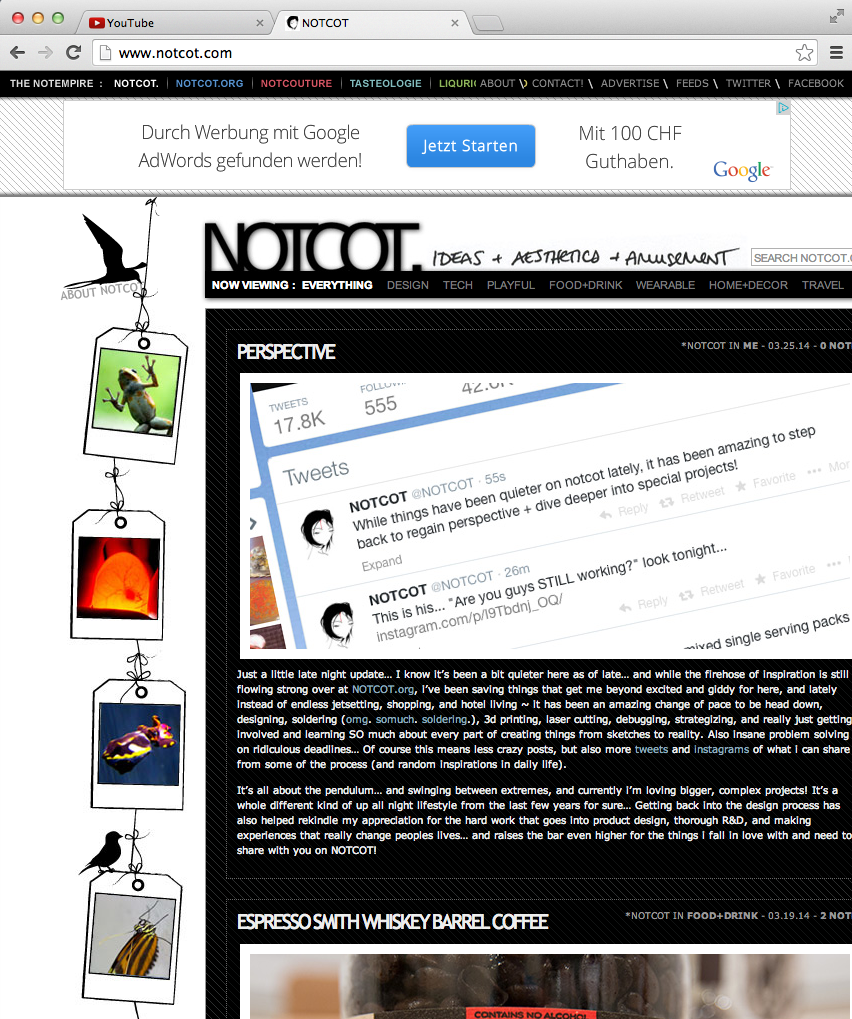 YouTube
NOTCOT
www.notcot.com
THE NOTEMPIRE : NOTCOT. | NOTCOT.ORG | NOTCOUTURE | TASTEOLOGIE | ABOUT \ CONTACT! \ ADVERTISE \ FEEDS \ TWITTER \ FACEBOOK
Durch Werbung mit Google
AdWords gefunden werden!
Jetzt Starten
Mit 100 CHF
Guthaben.
Google
NOTCOT.
IDEAS + AESTHETICS + AMUSEMENT
SEARCH NOTCOT.
ABOUT NOTCOT
NOW VIEWING : EVERYTHING DESIGN TECH PLAYFUL FOOD+DRINK WEARABLE HOME+DECOR TRAVEL
PERSPECTIVE
*NOTCOT IN ME - 03.25.14 - 0 NOT
TWEETS
17.8K
555
Tweets
NOTCOT @NOTCOT · 55s
While things have been quieter on notcot lately, it has been amazing to step
back to regain perspective + dive deeper into special projects!
Reply Retweet Favorite ••• Mor
Expand
NOTCOT @NOTCOT · 26m
This is his... "Are you guys STILL working?" look tonight...
instagram.com/p/l9Tbdnj_OQ/
Reply Retweet Favorite •••
mixed single serving packs
Just a little late night update... I know it's been a bit quieter here as of late... and while the firehose of inspiration is still
flowing strong over at NOTCOT.org, i've been saving things that get me beyond excited and giddy for here, and lately
instead of endless jetsetting, shopping, and hotel living ~ it has been an amazing change of pace to be head down,
designing, soldering (omg. somuch. soldering.), 3d printing, laser cutting, debugging, strategizing, and really just getting
involved and learning SO much about every part of creating things from sketches to reality. Also insane problem solving
on ridiculous deadlines... Of course this means less crazy posts, but also more tweets and instagrams of what i can share
from some of the process (and random inspirations in daily life).
It's all about the pendulum... and swinging between extremes, and currently i'm loving bigger, complex projects! It's a
whole different kind of up all night lifestyle from the last few years for sure... Getting back into the design process has
also helped rekindle my appreciation for the hard work that goes into product design, thorough R&D, and making
experiences that really change peoples lives... and raises the bar even higher for the things i fall in love with and need to
share with you on NOTCOT!
ESPRESSO SMITH WHISKEY BARREL COFFEE
*NOTCOT IN FOOD+DRINK - 03.19.14 - 2 NOT
CONTAINS NO ALCOHOL